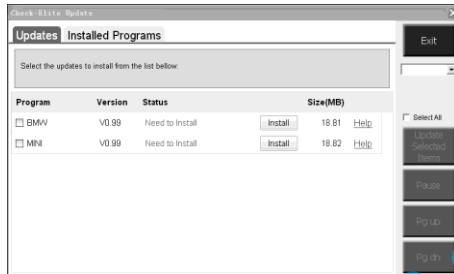 Check-Elite Update
Updates Installed Programs
Exit
Select the updates to install from the list bellow:
Program Version Status Size(MB)
Select All
BMW V0.99 Need to Install Install 18.81 Help
MINI V0.99 Need to Install Install 18.82 Help
Update
Selected
Items
Pause
Pg up
Pg dn